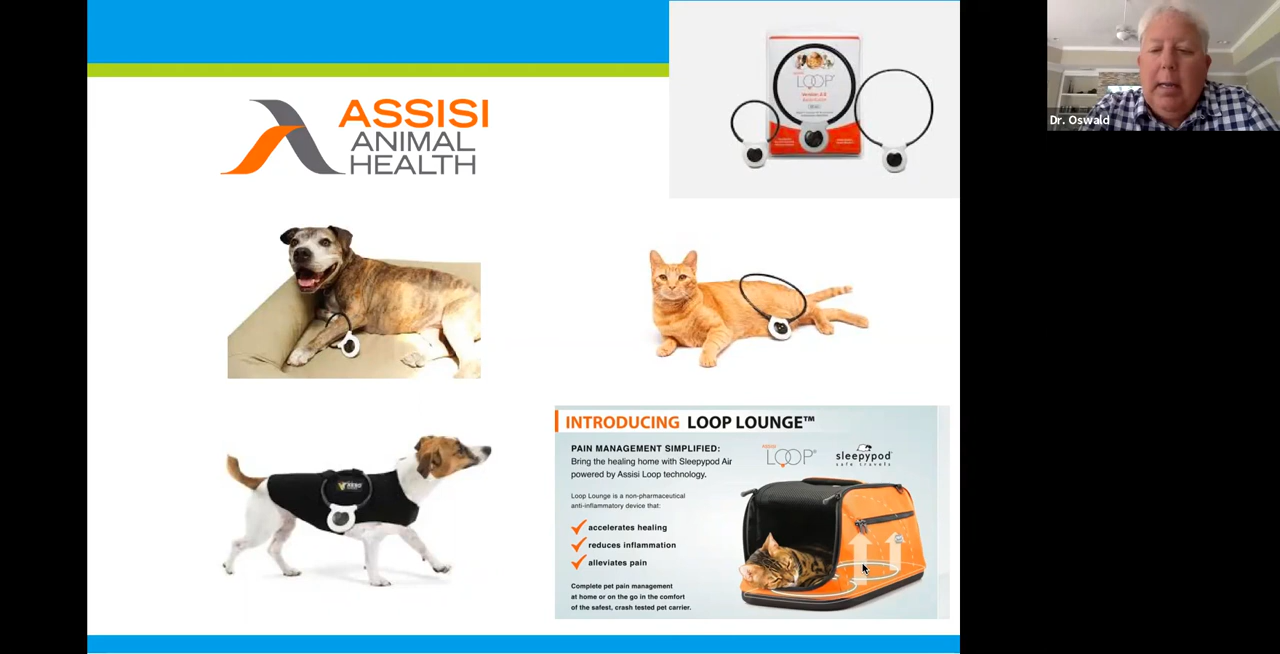 ASSISI
ANIMAL
HEALTH
LOOP
LOOP LOUNGE™
INTRODUCING LOOP LOUNGE™
PAIN MANAGEMENT SIMPLIFIED:
Bring the healing home with Sleepypod Air
powered by Assisi Loop technology.
Loop Lounge is a non-pharmaceutical
anti-inflammatory device that:
accelerates healing
reduces inflammation
alleviates pain
Complete pet pain management
at home or on the go in the comfort
of the safest, crash tested pet carrier.
LOOP
sleepypod
safe travels
Dr. Oswald